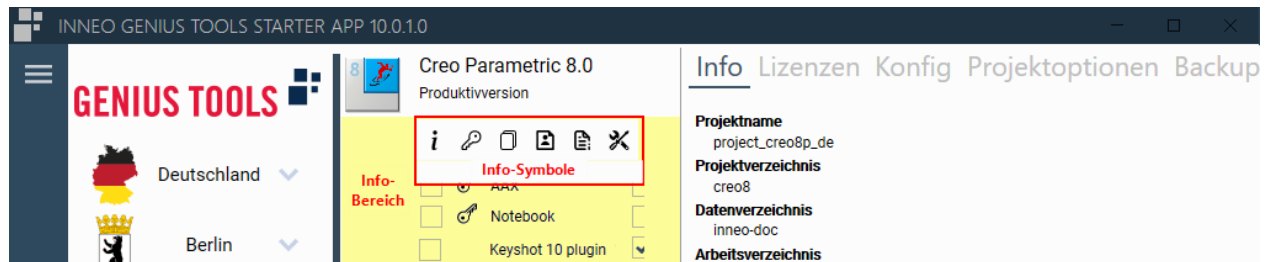 INNEO GENIUS TOOLS STARTER APP 10.0.1.0
GENIUS TOOLS
Deutschland
Berlin
8
Creo Parametric 8.0
Produktivversion
Info-Symbole
Info-
Bereich
AAX
Notebook
Keyshot 10 plugin
Info Lizenzen Konfig Projektoptionen Backup
Projektname
project_creo8p_de
Projektverzeichnis
creo8
Datenverzeichnis
inneo-doc
Arbeitsverzeichnis